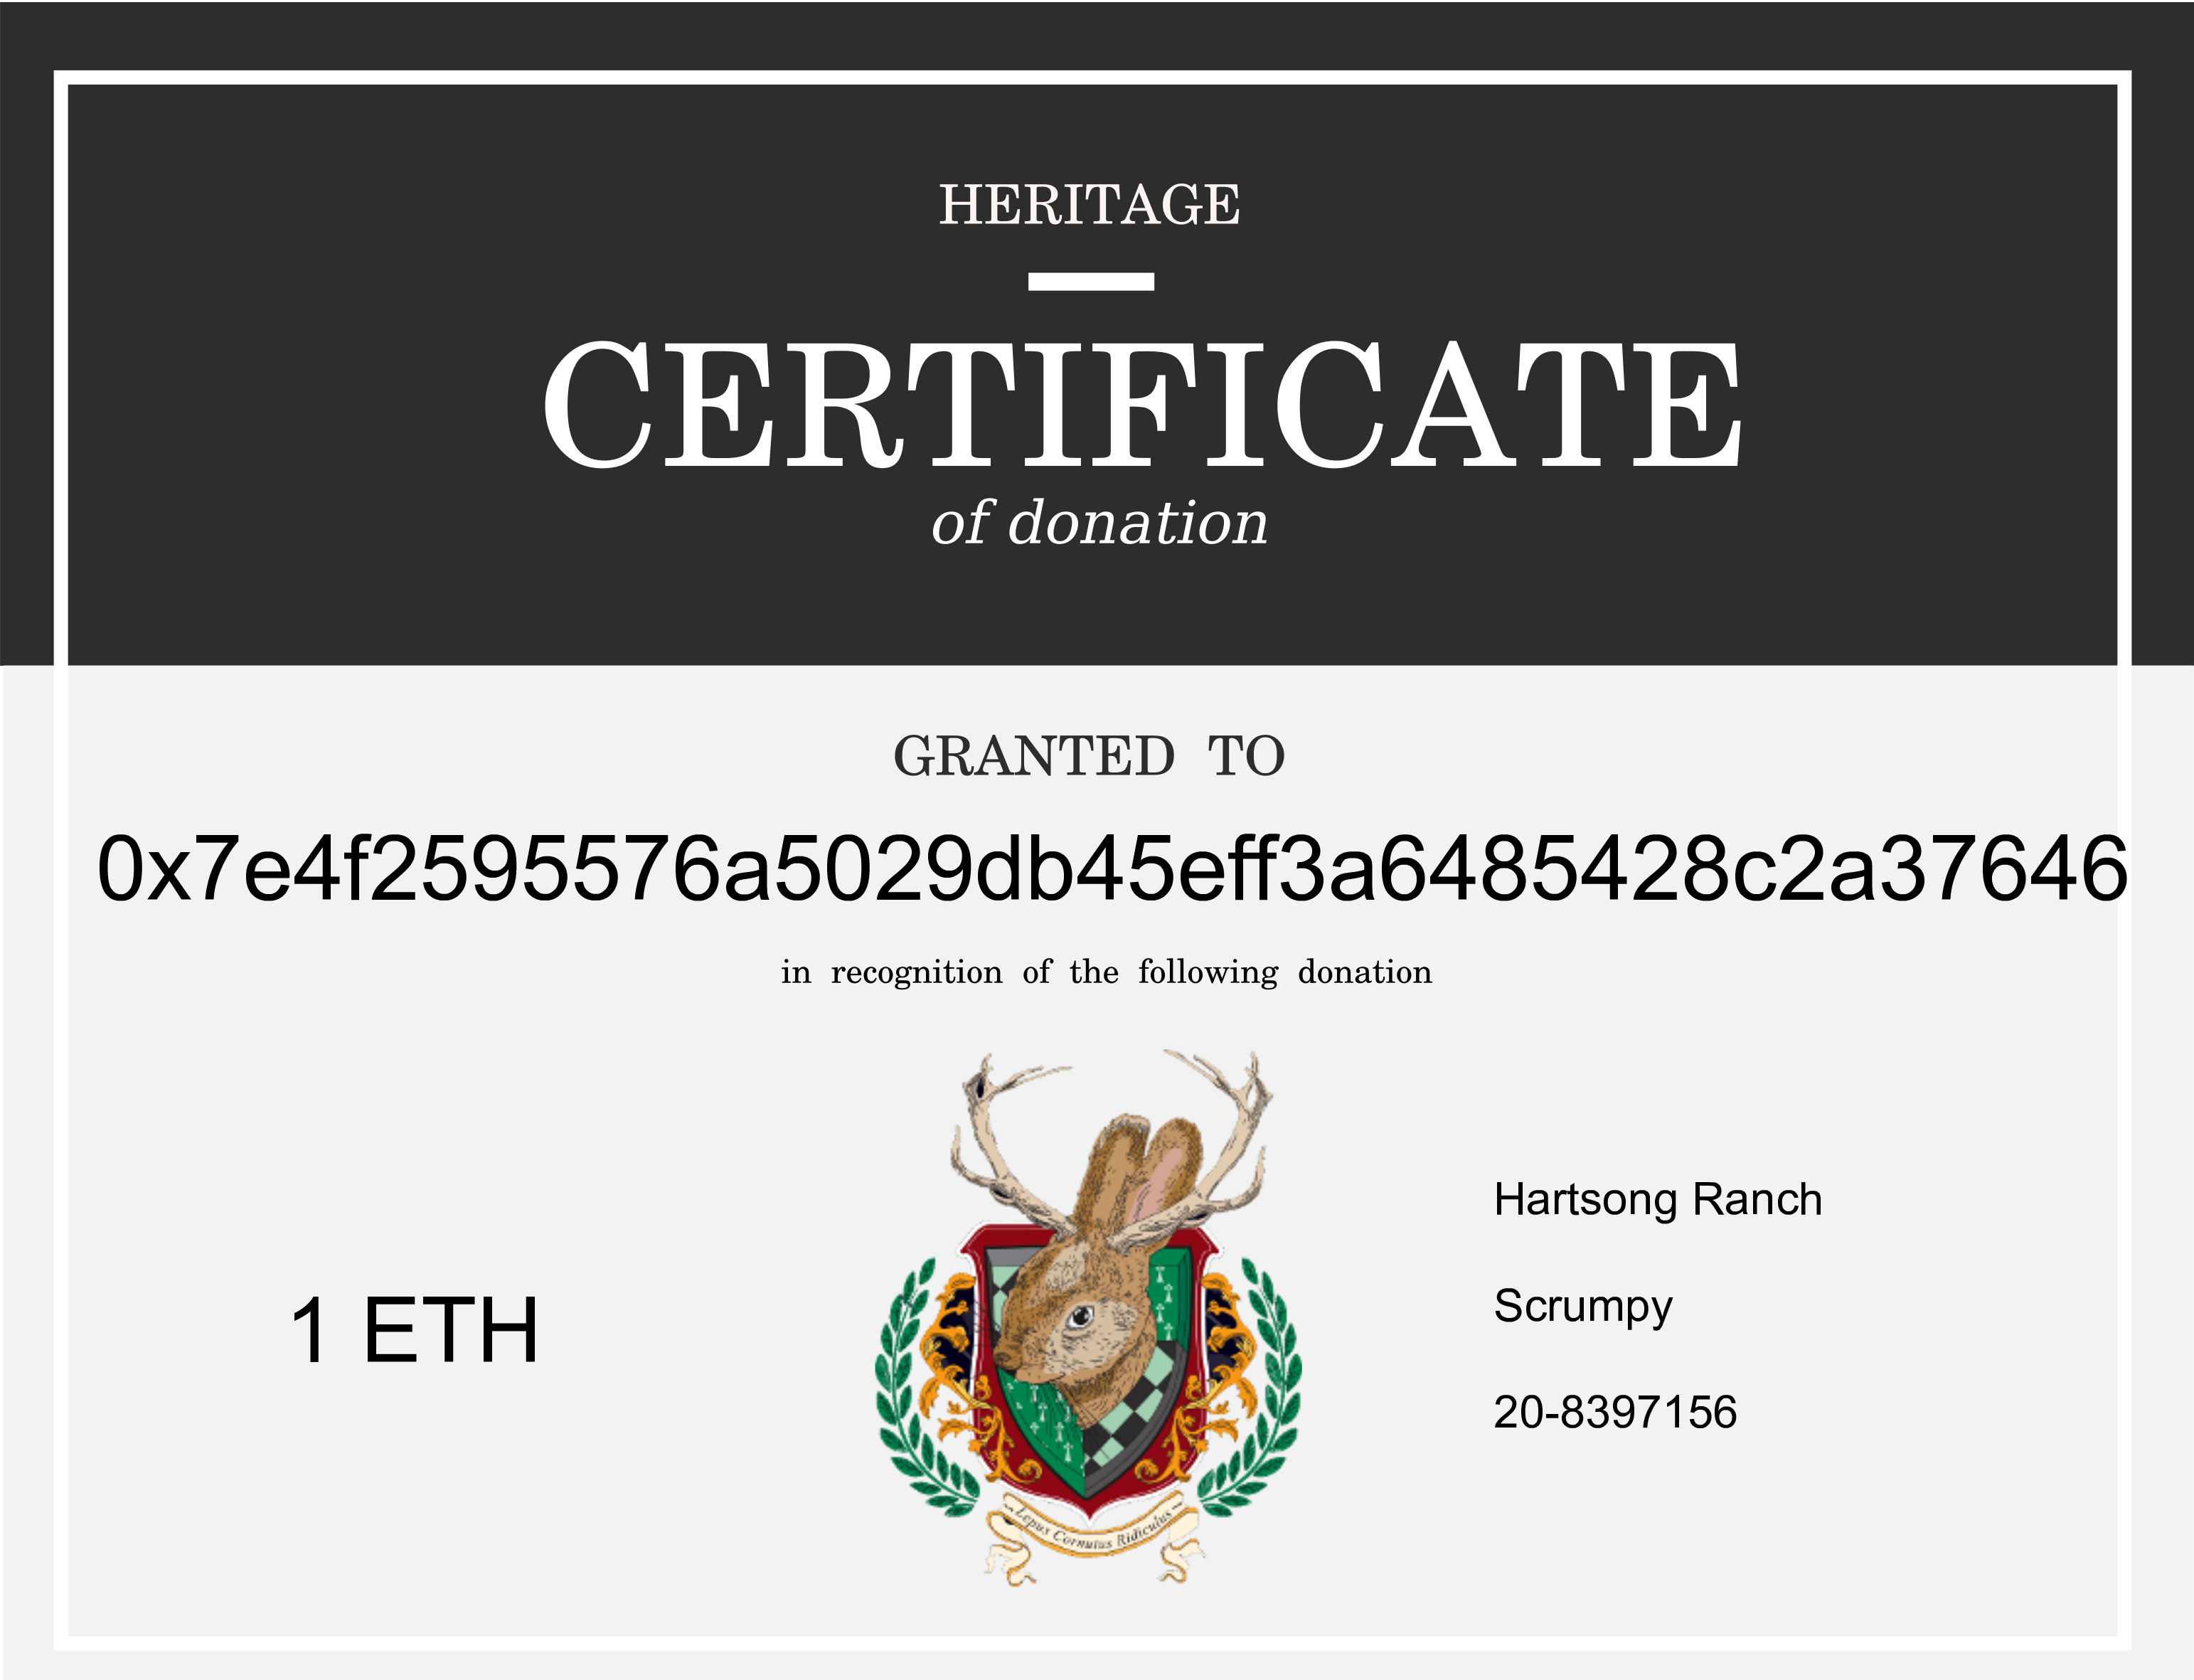 HERITAGE
CERTIFICATE
of donation
GRANTED TO
0x7e4f2595576a5029db45eff3a6485428c2a37646
in recognition of the following donation
1 ETH
Hartsong Ranch
Scrumpy
20-8397156
Lepus Cornutus Ridiculus